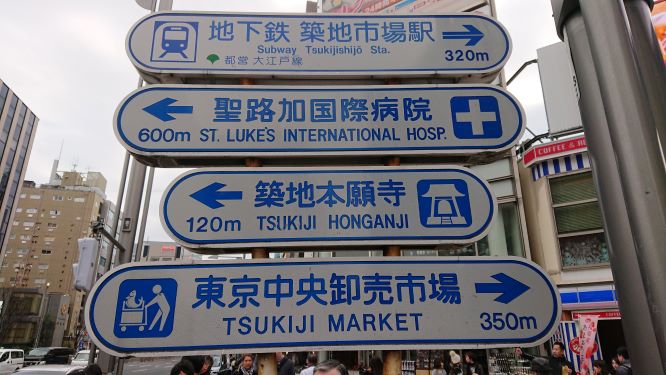 地下鉄 築地市場駅
Subway Tsukijishijō Sta.
都営 大江戸線
320m
聖路加国際病院
600m ST. LUKE'S INTERNATIONAL HOSP.
築地本願寺
120m TSUKIJI HONGANJI
東京中央卸売市場
TSUKIJI MARKET 350m
COFFEE &